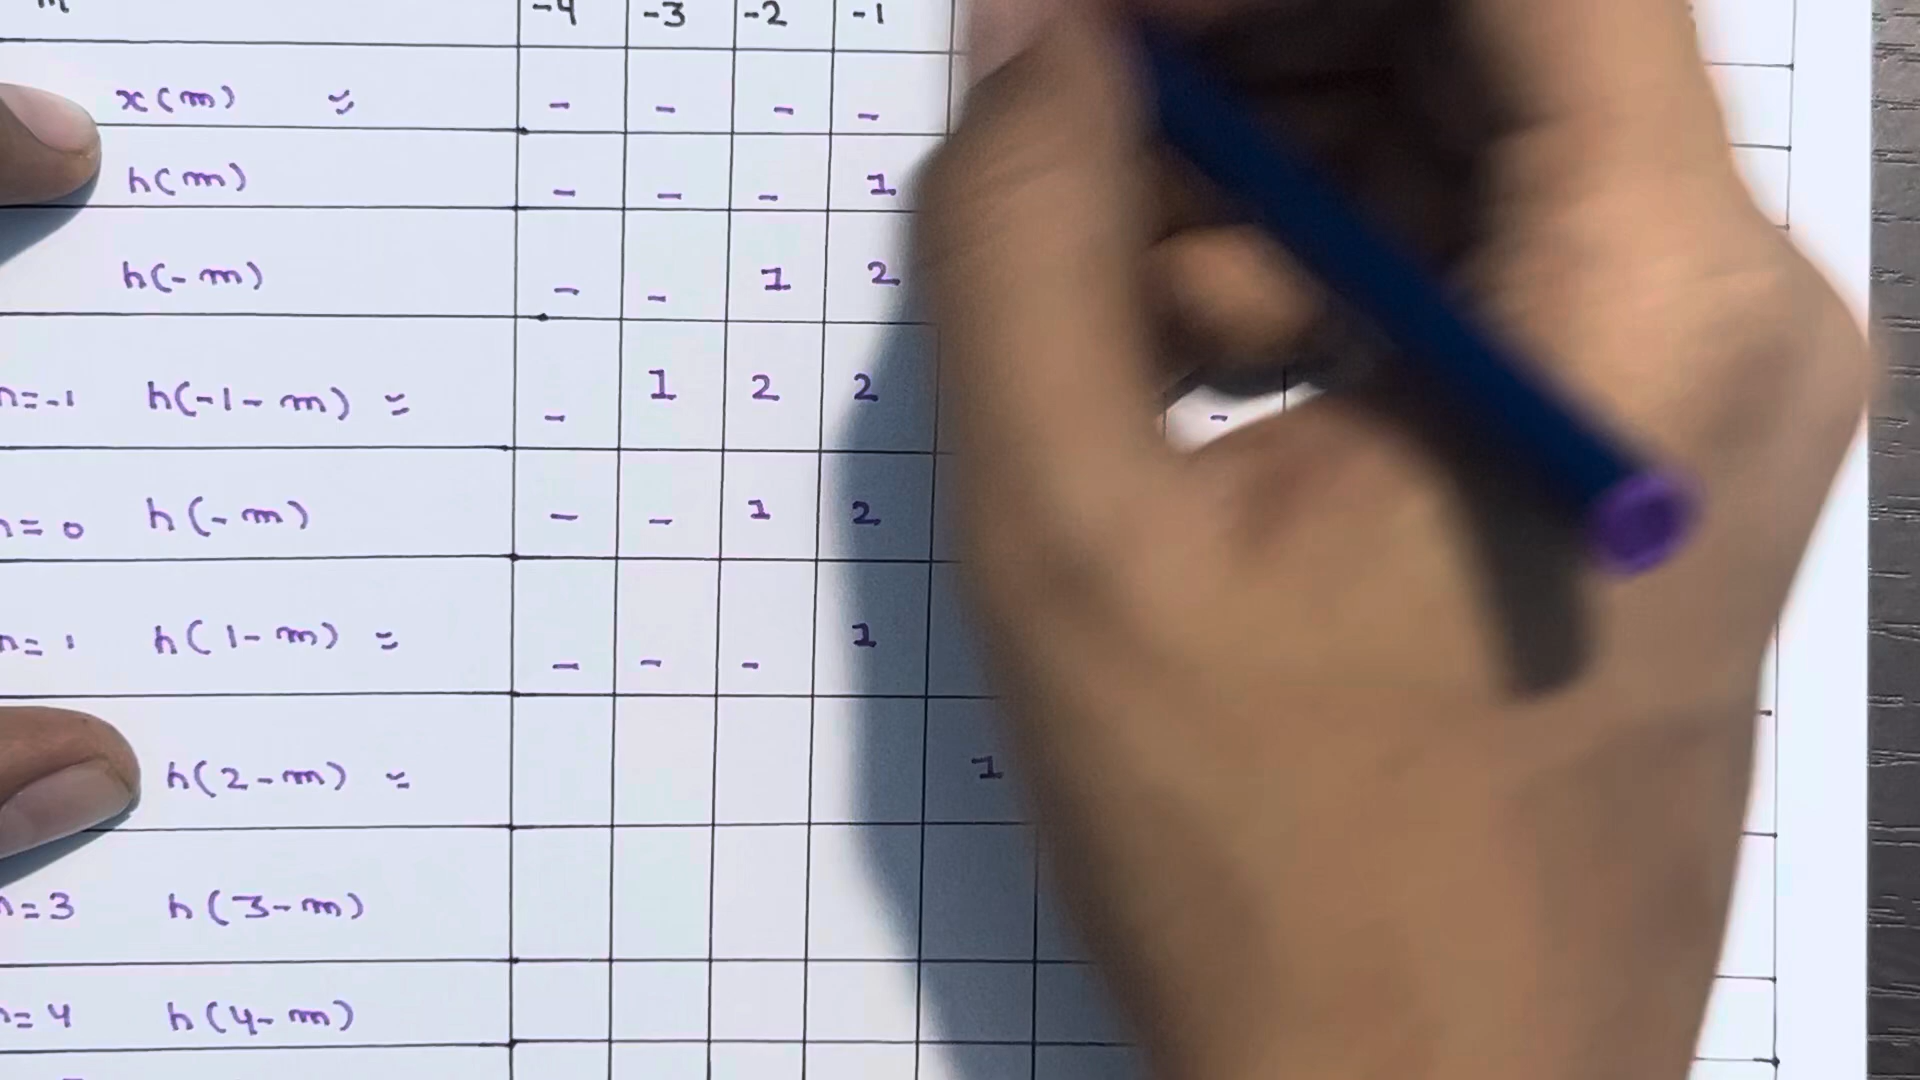 m -4 -3 -2 -1
x(m) = - - - -
h(m) - - - 1
h(-m) - - 1 2
n=-1 h(-1-m) = - 1 2 2 -
n=0 h(-m) - - 1 2
n=1 h(1-m) = - - - 1
h(2-m) = 1
n=3 h(3-m)
n=4 h(4-m)